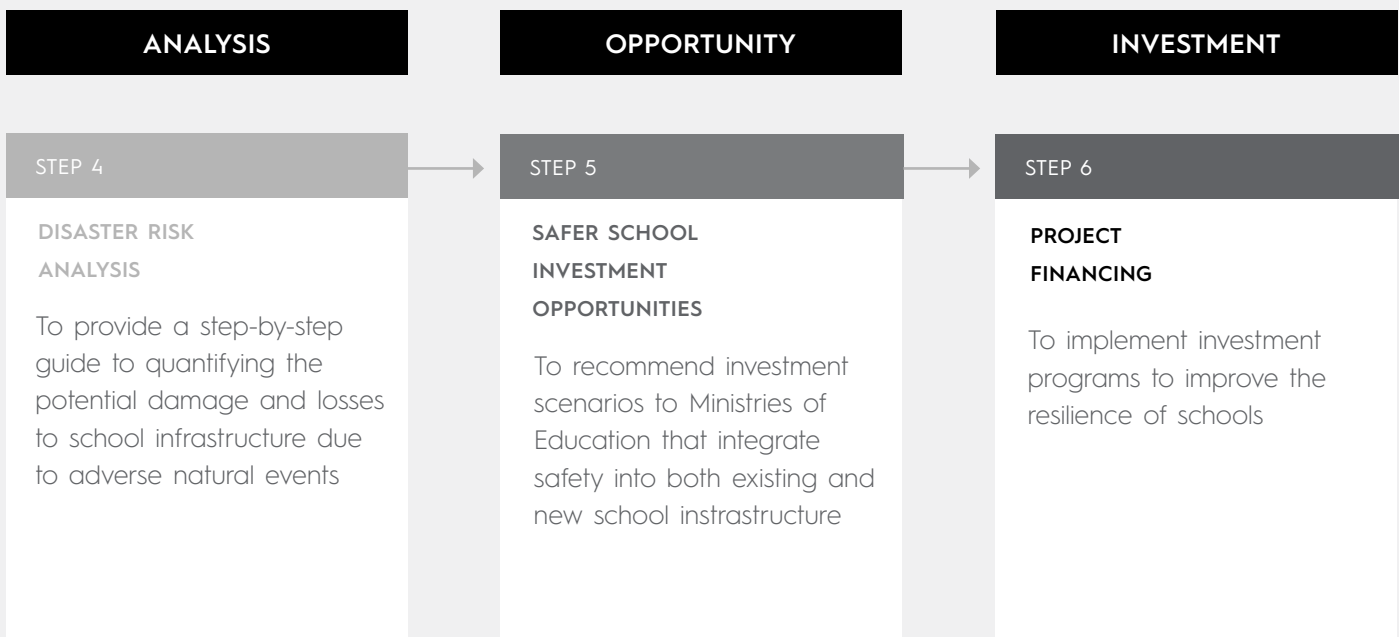 ANALYSIS
OPPORTUNITY
INVESTMENT
STEP 4
DISASTER RISK
ANALYSIS
To provide a step-by-step
guide to quantifying the
potential damage and losses
to school infrastructure due
to adverse natural events
STEP 5
SAFER SCHOOL
INVESTMENT
OPPORTUNITIES
To recommend investment
scenarios to Ministries of
Education that integrate
safety into both existing and
new school instrastructure
STEP 6
PROJECT
FINANCING
To implement investment
programs to improve the
resilience of schools